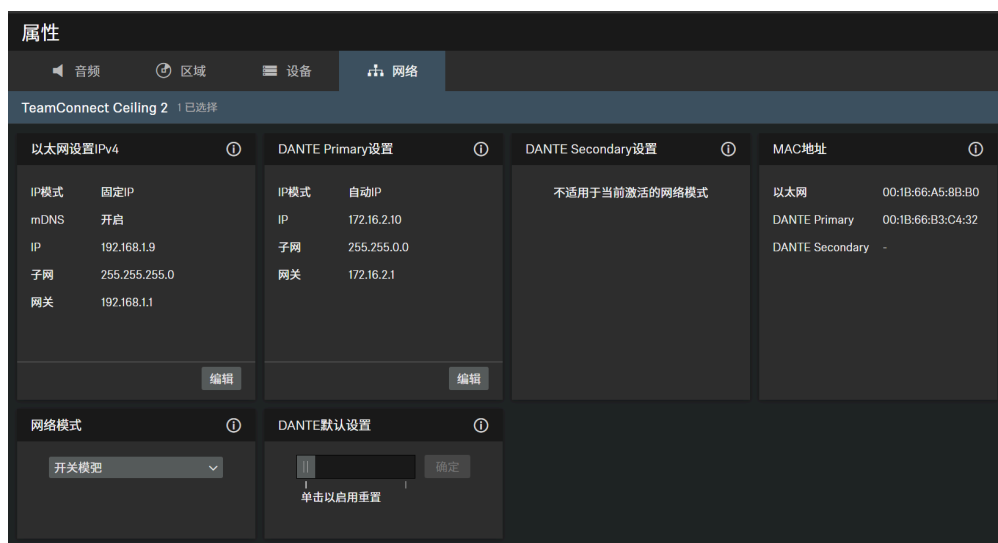 属性
音频
区域
设备
网络
TeamConnect Ceiling 2 1 已选择
以太网设置IPv4
IP模式 固定IP
mDNS 开启
IP 192.168.1.9
子网 255.255.255.0
网关 192.168.1.1
编辑
DANTE Primary设置
IP模式 自动IP
IP 172.16.2.10
子网 255.255.0.0
网关 172.16.2.1
编辑
DANTE Secondary设置
不适用于当前激活的网络模式
MAC地址
以太网 00:1B:66:A5:8B:B0
DANTE Primary 00:1B:66:B3:C4:32
DANTE Secondary -
网络模式
开关模弝
DANTE默认设置
确定
单击以启用重置